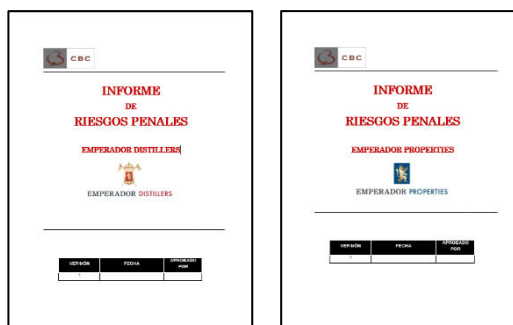 CBC
INFORME
DE
RIESGOS PENALES
EMPERADOR DISTILLERS
EMPERADOR DISTILLERS
VERSIÓN FECHA APROBADO POR
1
CBC
INFORME
DE
RIESGOS PENALES
EMPERADOR PROPERTIES
EMPERADOR PROPERTIES
VERSIÓN FECHA APROBADO POR
1